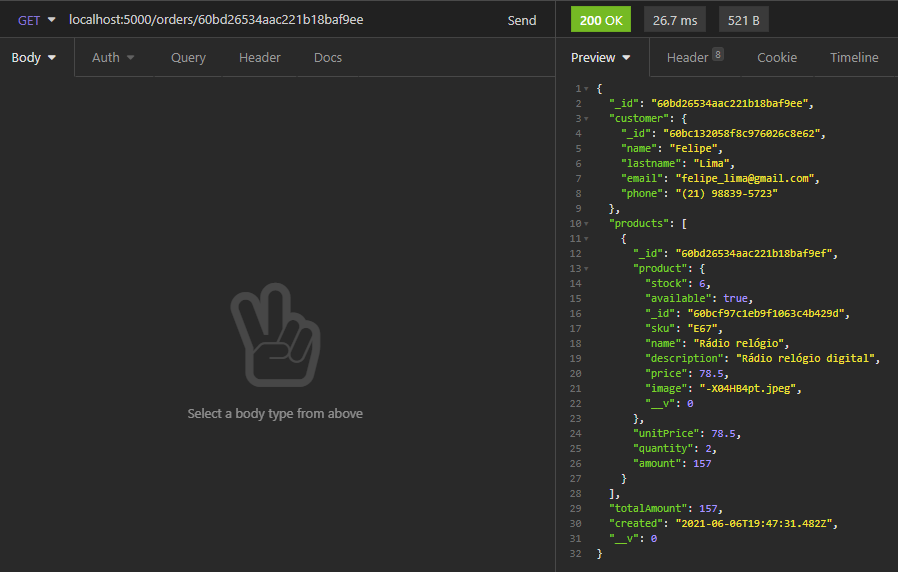 GET localhost:5000/orders/60bd26534aac221b18baf9ee Send
200 OK 26.7 ms 521 B
Body Auth Query Header Docs
Preview Header 8 Cookie Timeline
Select a body type from above
1 {
2 "_id": "60bd26534aac221b18baf9ee",
3 "customer": {
4 "_id": "60bc132058f8c976026c8e62",
5 "name": "Felipe",
6 "lastname": "Lima",
7 "email": "felipe_lima@gmail.com",
8 "phone": "(21) 98839-5723"
9 },
10 "products": [
11 {
12 "_id": "60bd26534aac221b18baf9ef",
13 "product": {
14 "stock": 6,
15 "available": true,
16 "_id": "60bcf97c1eb9f1063c4b429d",
17 "sku": "E67",
18 "name": "Rádio relógio",
19 "description": "Rádio relógio digital",
20 "price": 78.5,
21 "image": "-X04HB4pt.jpeg",
22 "__v": 0
23 },
24 "unitPrice": 78.5,
25 "quantity": 2,
26 "amount": 157
27 }
28 ],
29 "totalAmount": 157,
30 "created": "2021-06-06T19:47:31.482Z",
31 "__v": 0
32 }